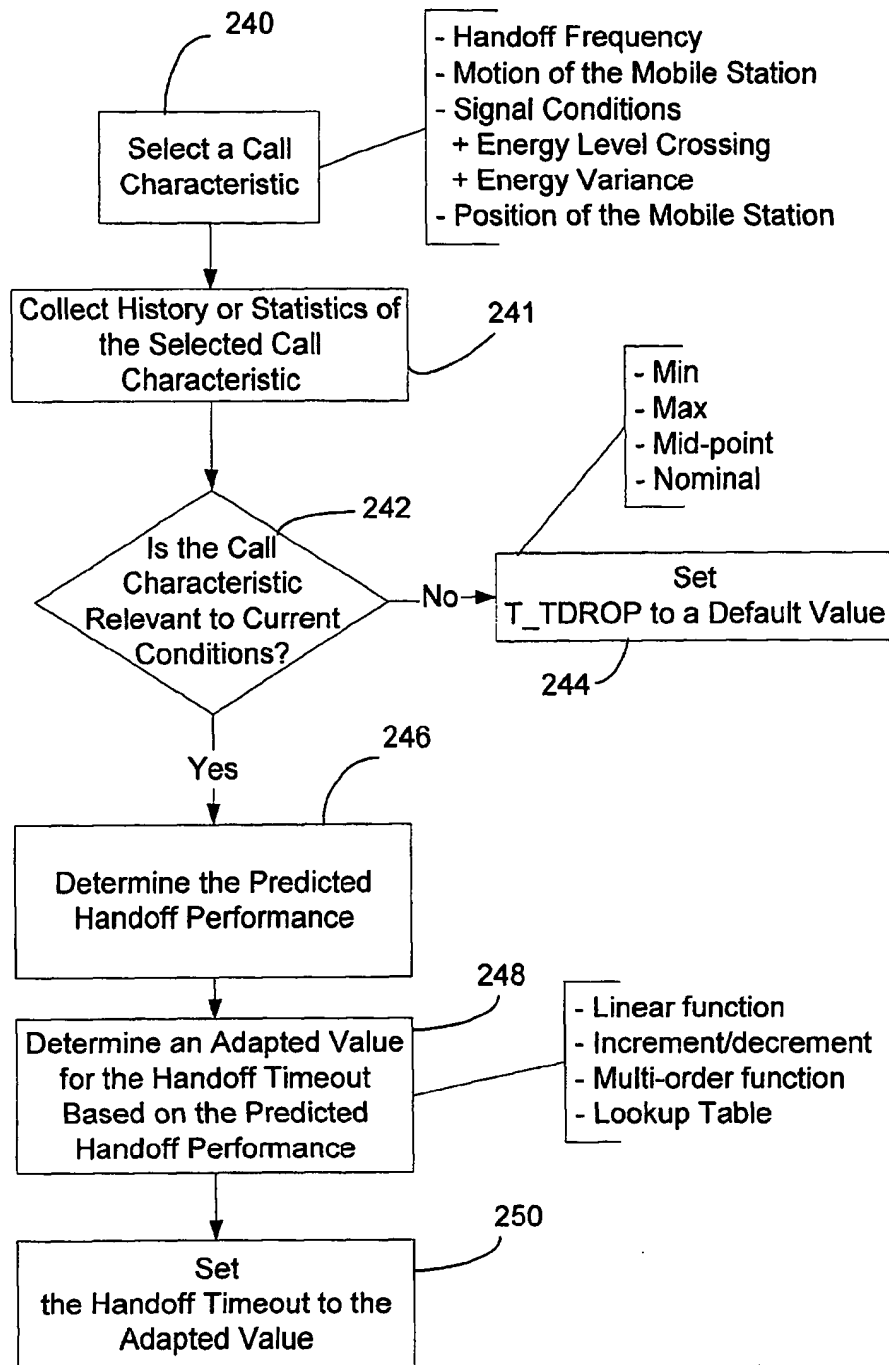 240
- Handoff Frequency
- Motion of the Mobile Station
- Signal Conditions
+ Energy Level Crossing
+ Energy Variance
- Position of the Mobile Station
Select a Call
Characteristic
Collect History or Statistics of
the Selected Call
Characteristic
241
- Min
- Max
- Mid-point
- Nominal
242
Is the Call
Characteristic
Relevant to Current
Conditions?
No
Set
T_TDROP to a Default Value
244
Yes
246
Determine the Predicted
Handoff Performance
248
Determine an Adapted Value
for the Handoff Timeout
Based on the Predicted
Handoff Performance
- Linear function
- Increment/decrement
- Multi-order function
- Lookup Table
250
Set
the Handoff Timeout to the
Adapted Value